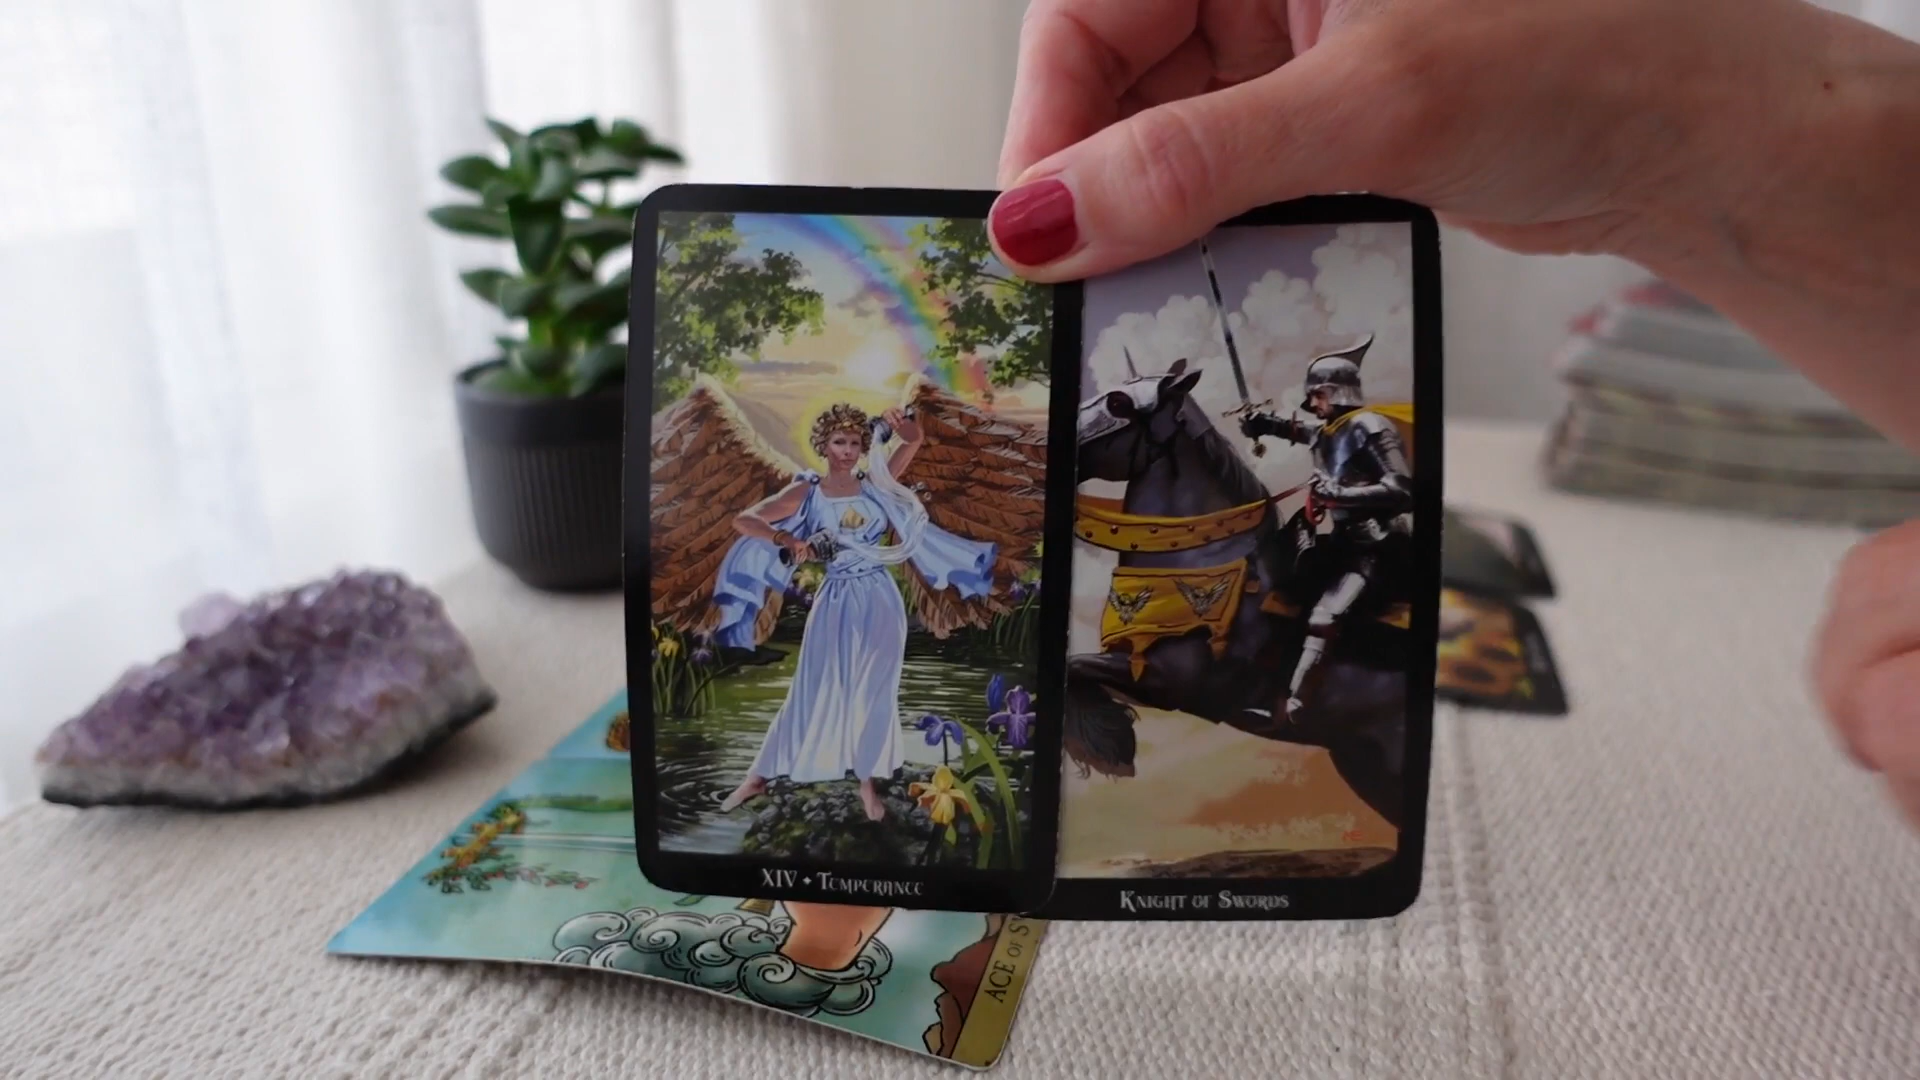 XIV • Temperance
Knight of Swords
ACE OF